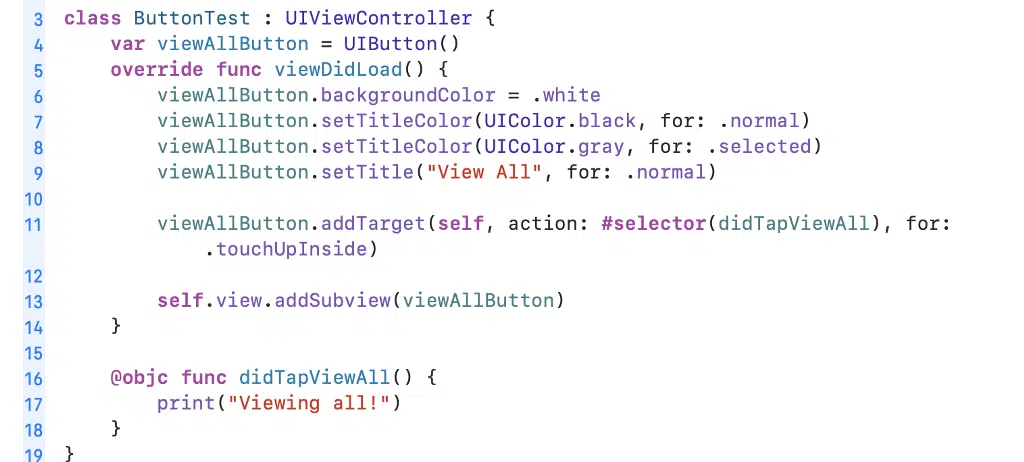 3 class ButtonTest : UIViewController {
4     var viewAllButton = UIButton()
5     override func viewDidLoad() {
6         viewAllButton.backgroundColor = .white
7         viewAllButton.setTitleColor(UIColor.black, for: .normal)
8         viewAllButton.setTitleColor(UIColor.gray, for: .selected)
9         viewAllButton.setTitle("View All", for: .normal)
10
11         viewAllButton.addTarget(self, action: #selector(didTapViewAll), for:
            .touchUpInside)
12
13         self.view.addSubview(viewAllButton)
14     }
15
16     @objc func didTapViewAll() {
17         print("Viewing all!")
18     }
19 }